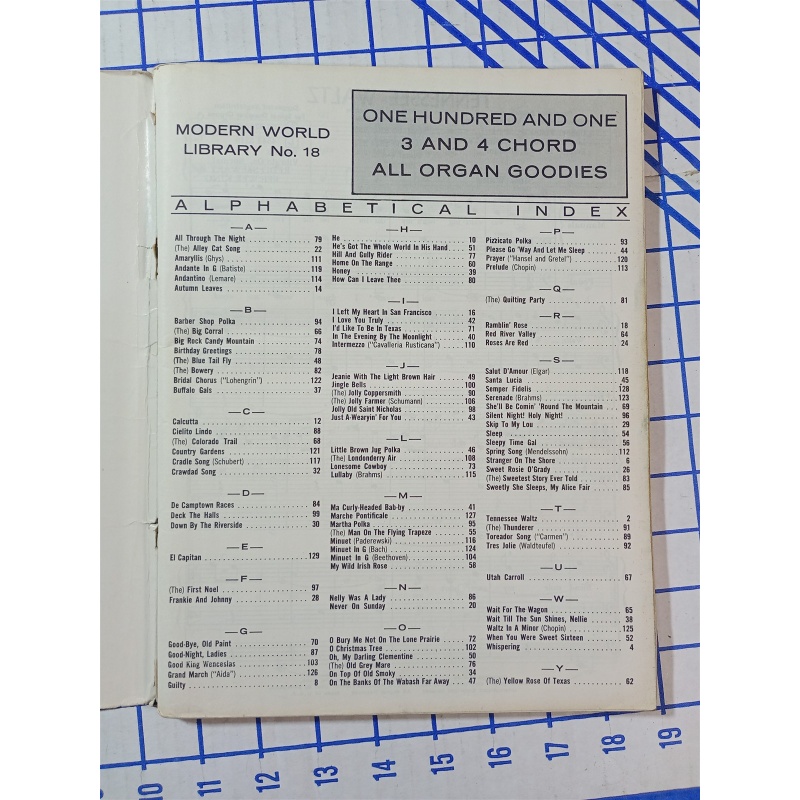 MODERN WORLD
LIBRARY No. 18
ONE HUNDRED AND ONE
3 AND 4 CHORD
ALL ORGAN GOODIES
ALPHABETICAL INDEX
—A—
All Through The Night . . . . . . . . . . 79
(The) Alley Cat Song . . . . . . . . . . 22
Amaryllis (Ghys) . . . . . . . . . . 111
Andante In G (Batiste) . . . . . . . . . . 119
Andantino (Lemare) . . . . . . . . . . 114
Autumn Leaves . . . . . . . . . . 14
—B—
Barber Shop Polka . . . . . . . . . . 94
(The) Big Corral . . . . . . . . . . 66
Big Rock Candy Mountain . . . . . . . . . . 74
Birthday Greetings . . . . . . . . . . 78
(The) Blue Tail Fly . . . . . . . . . . 48
(The) Bowery . . . . . . . . . . 82
Bridal Chorus ("Lohengrin") . . . . . . . . . . 122
Buffalo Gals . . . . . . . . . . 37
—C—
Calcutta . . . . . . . . . . 12
Cielito Lindo . . . . . . . . . . 88
(The) Colorado Trail . . . . . . . . . . 68
Country Gardens . . . . . . . . . . 121
Cradle Song (Schubert) . . . . . . . . . . 117
Crawdad Song . . . . . . . . . . 32
—D—
De Camptown Races . . . . . . . . . . 84
Deck The Halls . . . . . . . . . . 99
Down By The Riverside . . . . . . . . . . 30
—E—
El Capitan . . . . . . . . . . 129
—F—
(The) First Noel . . . . . . . . . . 97
Frankie And Johnny . . . . . . . . . . 28
—G—
Good-Bye, Old Paint . . . . . . . . . . 70
Good-Night, Ladies . . . . . . . . . . 87
Good King Wenceslas . . . . . . . . . . 103
Grand March ("Aida") . . . . . . . . . . 126
Guilty . . . . . . . . . . 8
—H—
He . . . . . . . . . . 10
He's Got The Whole World In His Hand . . . . . 51
Hill And Gully Rider . . . . . . . . . . 77
Home On The Range . . . . . . . . . . 60
Honey . . . . . . . . . . 39
How Can I Leave Thee . . . . . . . . . . 80
—I—
I Left My Heart In San Francisco . . . . . . . . . . 16
I Love You Truly . . . . . . . . . . 42
I'd Like To Be In Texas . . . . . . . . . . 71
In The Evening By The Moonlight . . . . . . . . . . 40
Intermezzo ("Cavalleria Rusticana") . . . . . . 110
—J—
Jeanie With The Light Brown Hair . . . . . . . . 49
Jingle Bells . . . . . . . . . . 100
(The) Jolly Coppersmith . . . . . . . . . . 90
(The) Jolly Farmer (Schumann) . . . . . . . . . . 106
Jolly Old Saint Nicholas . . . . . . . . . . 98
Just A-Wearyin' For You . . . . . . . . . . 43
—L—
Little Brown Jug Polka . . . . . . . . . . 46
(The) Londonderry Air . . . . . . . . . . 108
Lonesome Cowboy . . . . . . . . . . 73
Lullaby (Brahms) . . . . . . . . . . 115
—M—
Ma Curly-Headed Bab-by . . . . . . . . . . 41
Marche Pontificale . . . . . . . . . . 127
Martha Polka . . . . . . . . . . 95
(The) Man On The Flying Trapeze . . . . . . . . 55
Minuet (Paderewski) . . . . . . . . . . 116
Minuet In G (Bach) . . . . . . . . . . 124
Minuet In G (Beethoven) . . . . . . . . . . 104
My Wild Irish Rose . . . . . . . . . . 58
—N—
Nelly Was A Lady . . . . . . . . . . 86
Never On Sunday . . . . . . . . . . 20
—O—
O Bury Me Not On The Lone Prairie . . . . . . . . 72
O Christmas Tree . . . . . . . . . . 102
Oh, My Darling Clementine . . . . . . . . . . 50
(The) Old Grey Mare . . . . . . . . . . 76
On Top Of Old Smoky . . . . . . . . . . 34
On The Banks Of The Wabash Far Away . . . 47
—P—
Pizzicato Polka . . . . . . . . . . 93
Please Go 'Way And Let Me Sleep . . . . . . . . 44
Prayer ("Hansel and Gretel") . . . . . . . . . . 120
Prelude (Chopin) . . . . . . . . . . 113
—Q—
(The) Quilting Party . . . . . . . . . . 81
—R—
Ramblin' Rose . . . . . . . . . . 18
Red River Valley . . . . . . . . . . 64
Roses Are Red . . . . . . . . . . 24
—S—
Salut D'Amour (Elgar) . . . . . . . . . . 118
Santa Lucia . . . . . . . . . . 45
Semper Fidelis . . . . . . . . . . 128
Serenade (Brahms) . . . . . . . . . . 123
She'll Be Comin' 'Round The Mountain . . . . 69
Silent Night! Holy Night! . . . . . . . . . . 96
Skip To My Lou . . . . . . . . . . 29
Sleep . . . . . . . . . . 54
Sleepy Time Gal . . . . . . . . . . 56
Spring Song (Mendelssohn) . . . . . . . . . . 112
Stranger On The Shore . . . . . . . . . . 6
Sweet Rosie O'Grady . . . . . . . . . . 26
(The) Sweetest Story Ever Told . . . . . . . . . . 83
Sweetly She Sleeps, My Alice Fair . . . . . . . . 85
—T—
Tennessee Waltz . . . . . . . . . . 2
(The) Thunderer . . . . . . . . . . 91
Toreador Song ("Carmen") . . . . . . . . . . 89
Tres Jolie (Waldteufel) . . . . . . . . . . 92
—U—
Utah Carroll . . . . . . . . . . 67
—W—
Wait For The Wagon . . . . . . . . . . 65
Wait Till The Sun Shines, Nellie . . . . . . . . . . 38
Waltz In A Minor (Chopin) . . . . . . . . . . 125
When You Were Sweet Sixteen . . . . . . . . . . 52
Whispering . . . . . . . . . . 4
—Y—
(The) Yellow Rose Of Texas . . . . . . . . . . 62
10 11 12 13 14 15 16 17 18 19